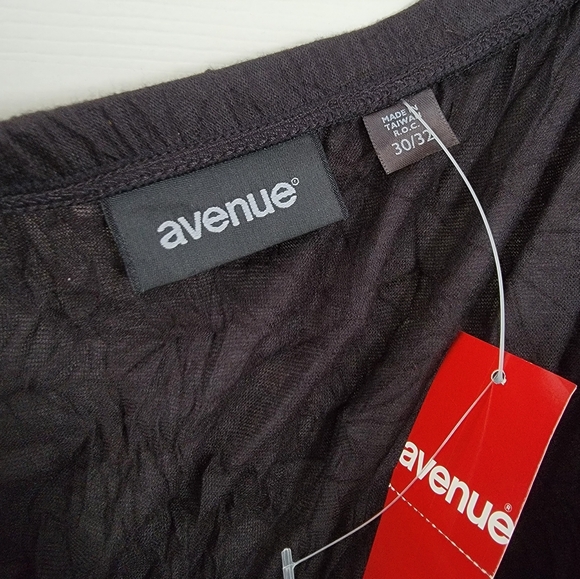 avenue®
MADE IN
TAIWAN
R.O.C.
30/32
avenue®